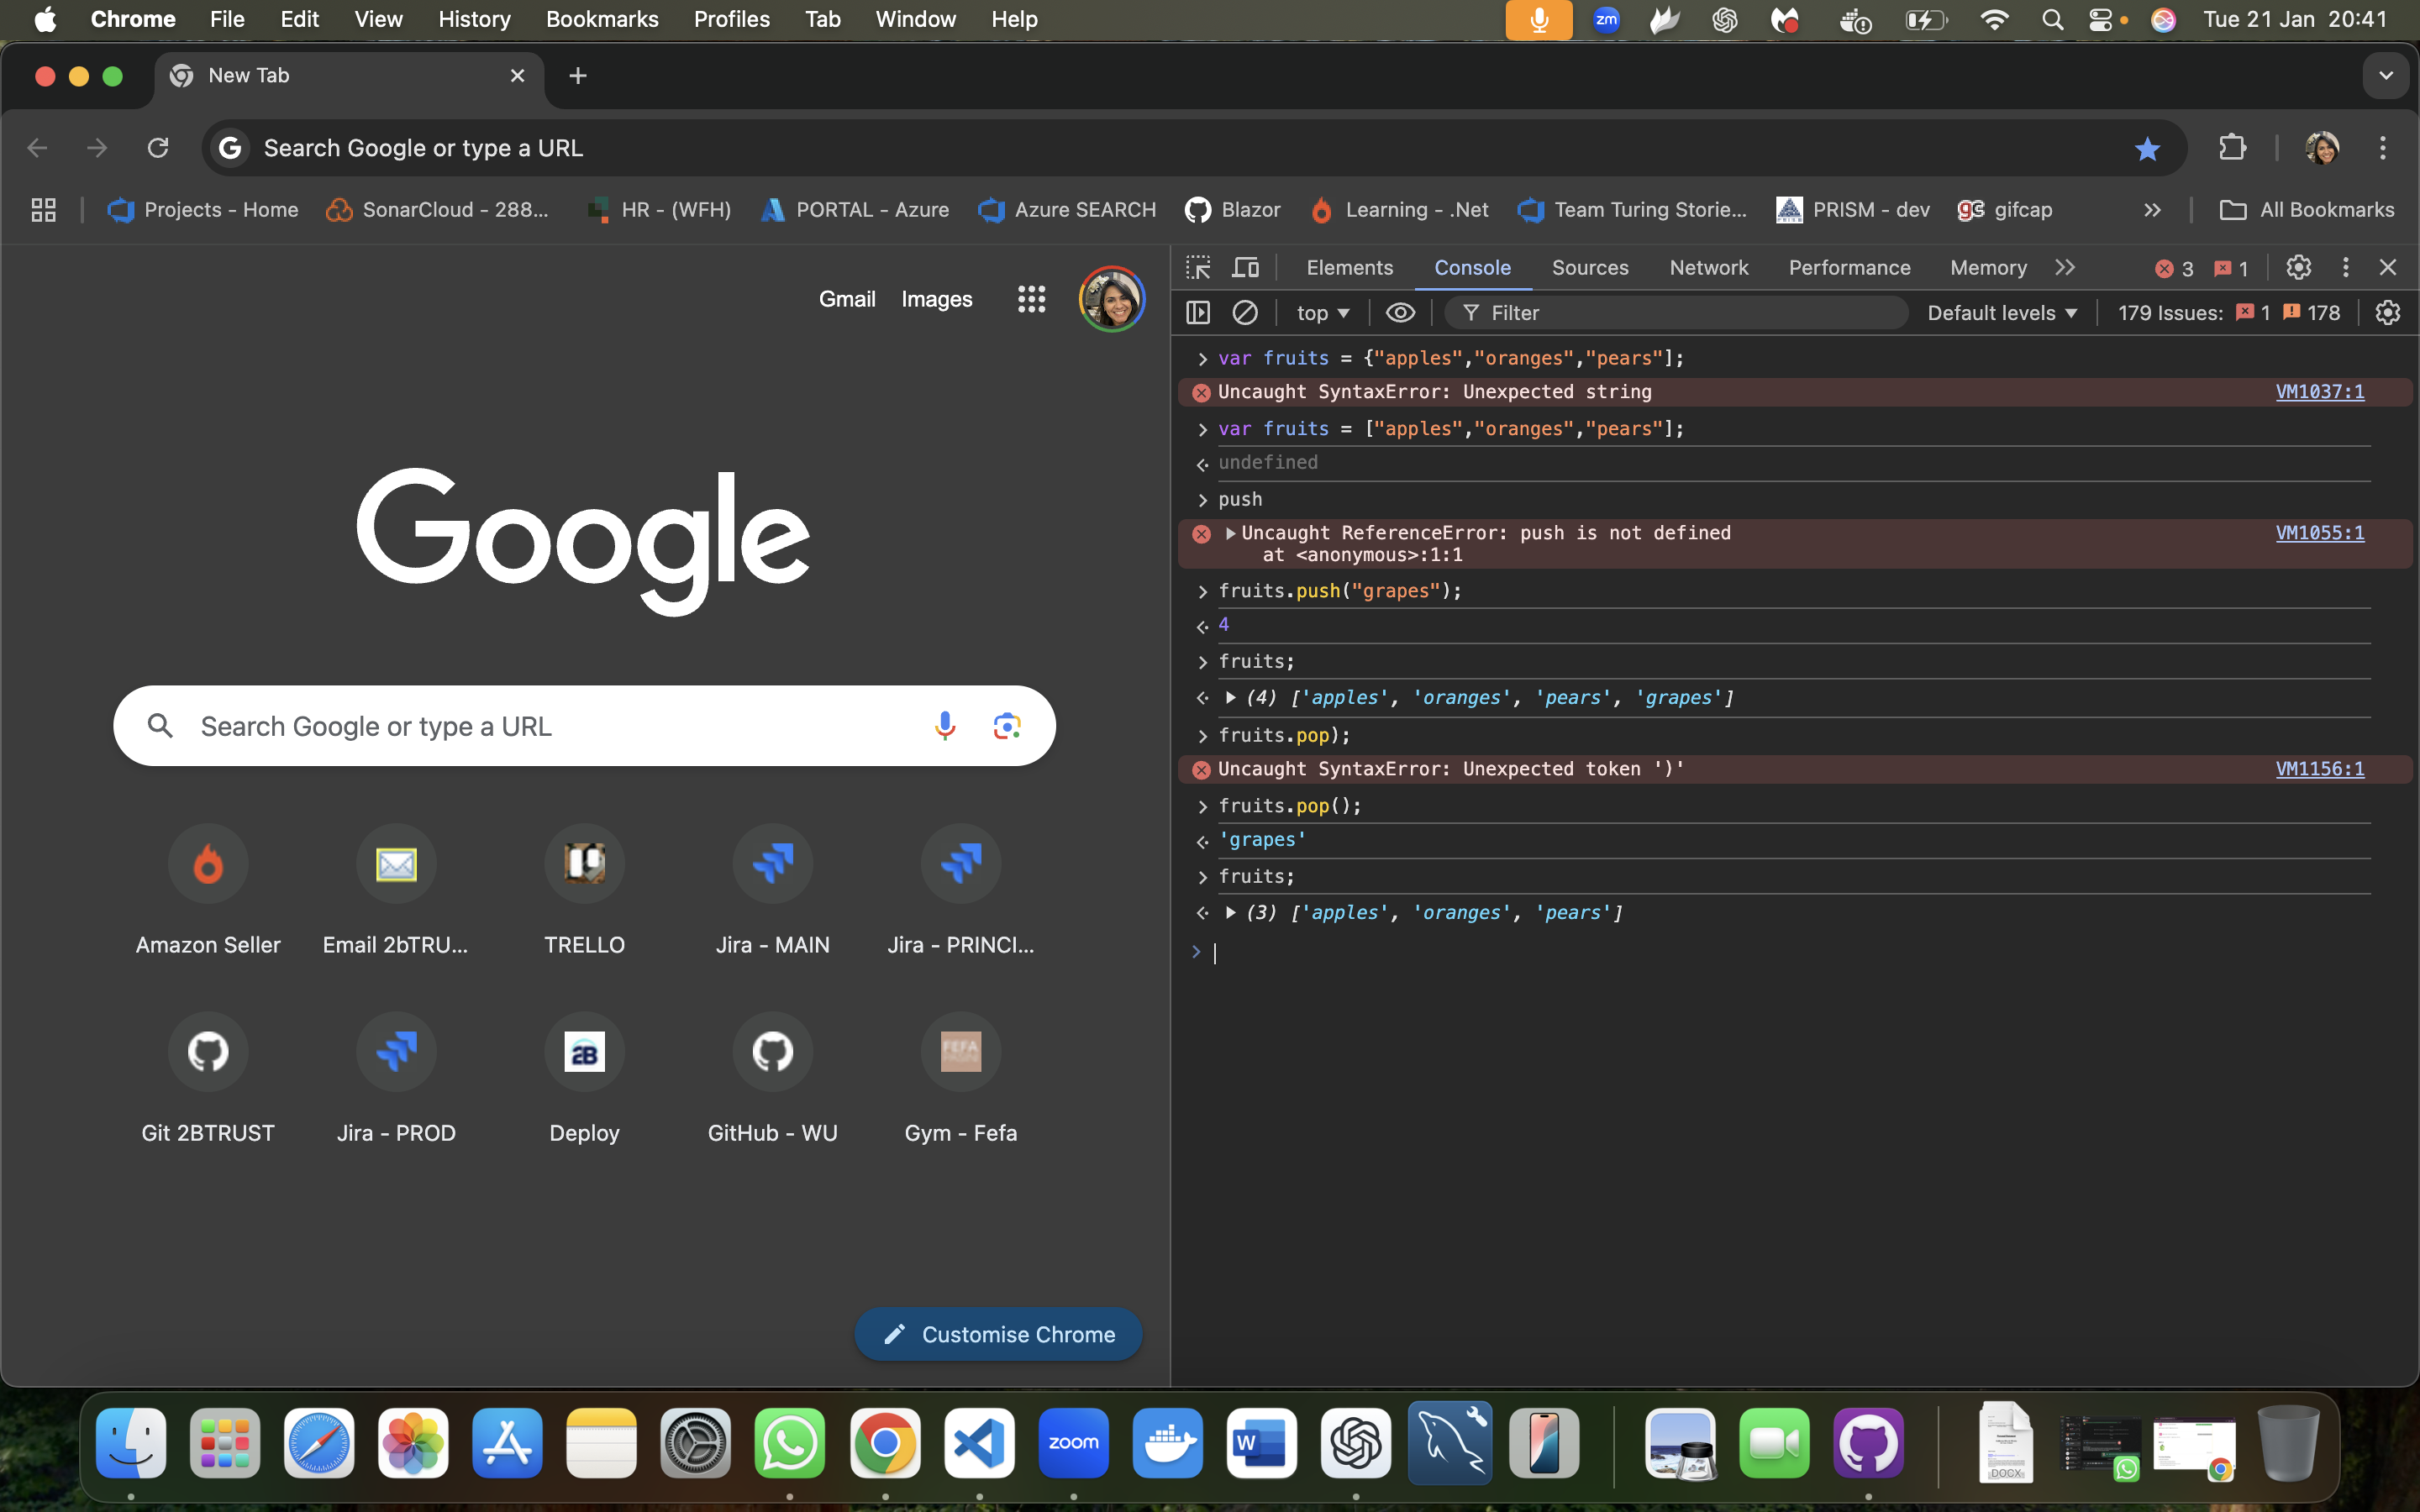 Chrome File Edit View History Bookmarks Profiles Tab Window Help zm Tue 21 Jan 20:41
New Tab
Search Google or type a URL
Projects - Home SonarCloud - 288... HR - (WFH) PORTAL - Azure Azure SEARCH Blazor Learning - .Net Team Turing Storie... PRISM - dev gifcap All Bookmarks
Gmail Images
Google
Search Google or type a URL
Amazon Seller Email 2bTRU... TRELLO Jira - MAIN Jira - PRINCI...
2B FEFA
Git 2BTRUST Jira - PROD Deploy GitHub - WU Gym - Fefa
Customise Chrome
Elements Console Sources Network Performance Memory 3 1
top Filter Default levels 179 Issues: 1 178
var fruits = {"apples","oranges","pears"];
Uncaught SyntaxError: Unexpected string VM1037:1
var fruits = ["apples","oranges","pears"];
undefined
push
Uncaught ReferenceError: push is not defined VM1055:1
at <anonymous>:1:1
fruits.push("grapes");
4
fruits;
(4) ['apples', 'oranges', 'pears', 'grapes']
fruits.pop);
Uncaught SyntaxError: Unexpected token ')' VM1156:1
fruits.pop();
'grapes'
fruits;
(3) ['apples', 'oranges', 'pears']
zoom W DOCX